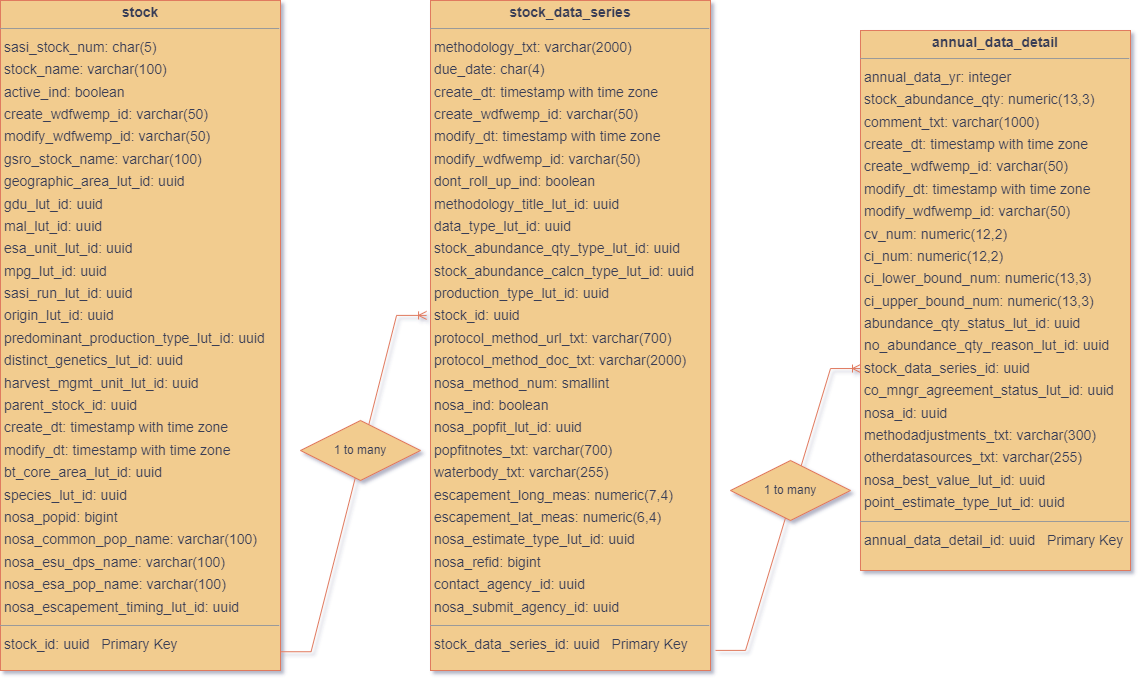 stock
sasi_stock_num: char(5)
stock_name: varchar(100)
active_ind: boolean
create_wdfwemp_id: varchar(50)
modify_wdfwemp_id: varchar(50)
gsro_stock_name: varchar(100)
geographic_area_lut_id: uuid
gdu_lut_id: uuid
mal_lut_id: uuid
esa_unit_lut_id: uuid
mpg_lut_id: uuid
sasi_run_lut_id: uuid
origin_lut_id: uuid
predominant_production_type_lut_id: uuid
distinct_genetics_lut_id: uuid
harvest_mgmt_unit_lut_id: uuid
parent_stock_id: uuid
create_dt: timestamp with time zone
modify_dt: timestamp with time zone
bt_core_area_lut_id: uuid
species_lut_id: uuid
nosa_popid: bigint
nosa_common_pop_name: varchar(100)
nosa_esu_dps_name: varchar(100)
nosa_esa_pop_name: varchar(100)
nosa_escapement_timing_lut_id: uuid
stock_id: uuid Primary Key
1 to many
stock_data_series
methodology_txt: varchar(2000)
due_date: char(4)
create_dt: timestamp with time zone
create_wdfwemp_id: varchar(50)
modify_dt: timestamp with time zone
modify_wdfwemp_id: varchar(50)
dont_roll_up_ind: boolean
methodology_title_lut_id: uuid
data_type_lut_id: uuid
stock_abundance_qty_type_lut_id: uuid
stock_abundance_calcn_type_lut_id: uuid
production_type_lut_id: uuid
stock_id: uuid
protocol_method_url_txt: varchar(700)
protocol_method_doc_txt: varchar(2000)
nosa_method_num: smallint
nosa_ind: boolean
nosa_popfit_lut_id: uuid
popfitnotes_txt: varchar(700)
waterbody_txt: varchar(255)
escapement_long_meas: numeric(7,4)
escapement_lat_meas: numeric(6,4)
nosa_estimate_type_lut_id: uuid
nosa_refid: bigint
contact_agency_id: uuid
nosa_submit_agency_id: uuid
stock_data_series_id: uuid Primary Key
1 to many
annual_data_detail
annual_data_yr: integer
stock_abundance_qty: numeric(13,3)
comment_txt: varchar(1000)
create_dt: timestamp with time zone
create_wdfwemp_id: varchar(50)
modify_dt: timestamp with time zone
modify_wdfwemp_id: varchar(50)
cv_num: numeric(12,2)
ci_num: numeric(12,2)
ci_lower_bound_num: numeric(13,3)
ci_upper_bound_num: numeric(13,3)
abundance_qty_status_lut_id: uuid
no_abundance_qty_reason_lut_id: uuid
stock_data_series_id: uuid
co_mngr_agreement_status_lut_id: uuid
nosa_id: uuid
methodadjustments_txt: varchar(300)
otherdatasources_txt: varchar(255)
nosa_best_value_lut_id: uuid
point_estimate_type_lut_id: uuid
annual_data_detail_id: uuid Primary Key